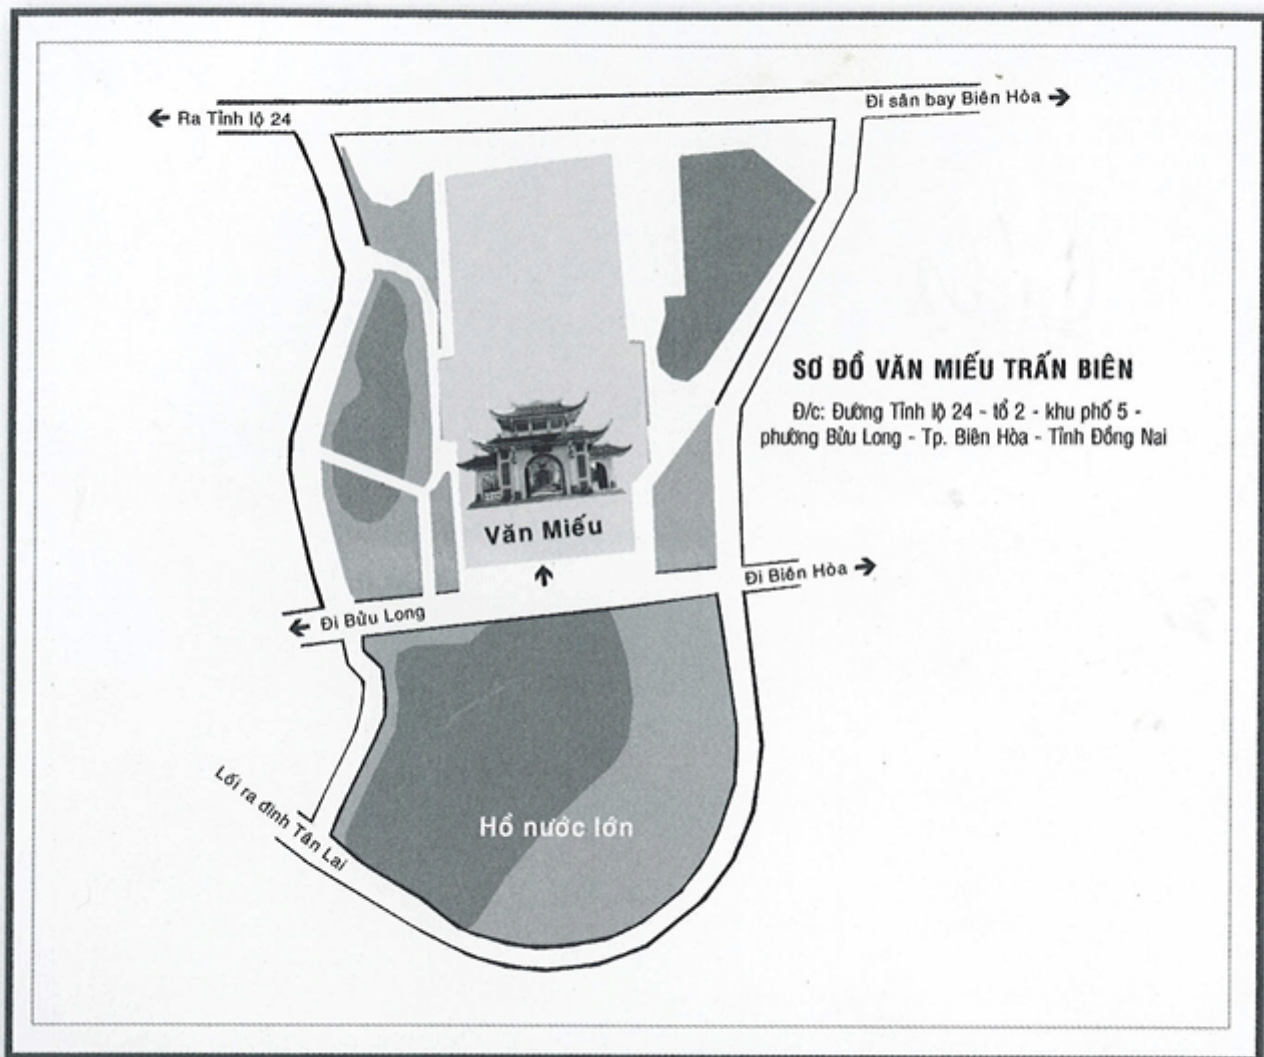 Đi sân bay Biên Hòa
Ra Tỉnh lộ 24
SƠ ĐỒ VĂN MIẾU TRẤN BIÊN
Đ/c: Đường Tỉnh lộ 24 - tổ 2 - khu phố 5 -
phường Bửu Long - Tp. Biên Hòa - Tỉnh Đồng Nai
Văn Miếu
Đi Biên Hòa
Đi Bửu Long
Lối ra đình Tân Lai
Hồ nước lớn